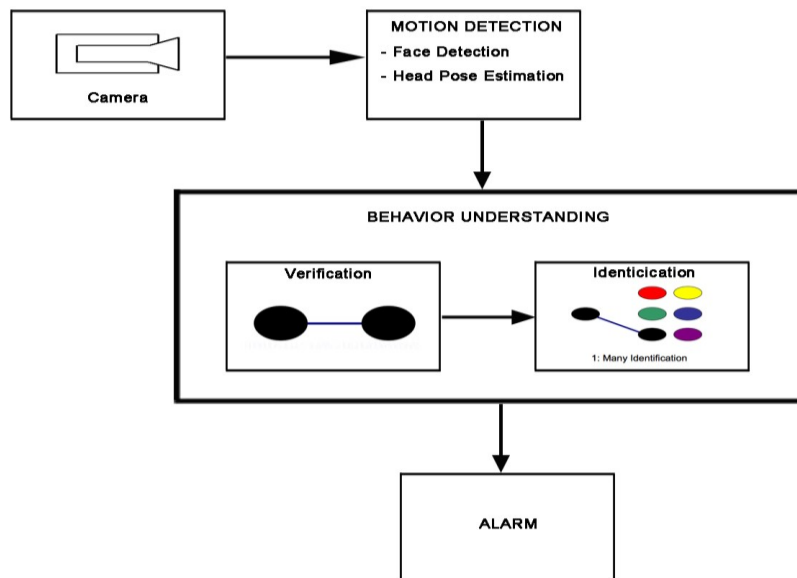 Camera
MOTION DETECTION
- Face Detection
- Head Pose Estimation
BEHAVIOR UNDERSTANDING
Verification
Identicication
1: Many Identification
ALARM